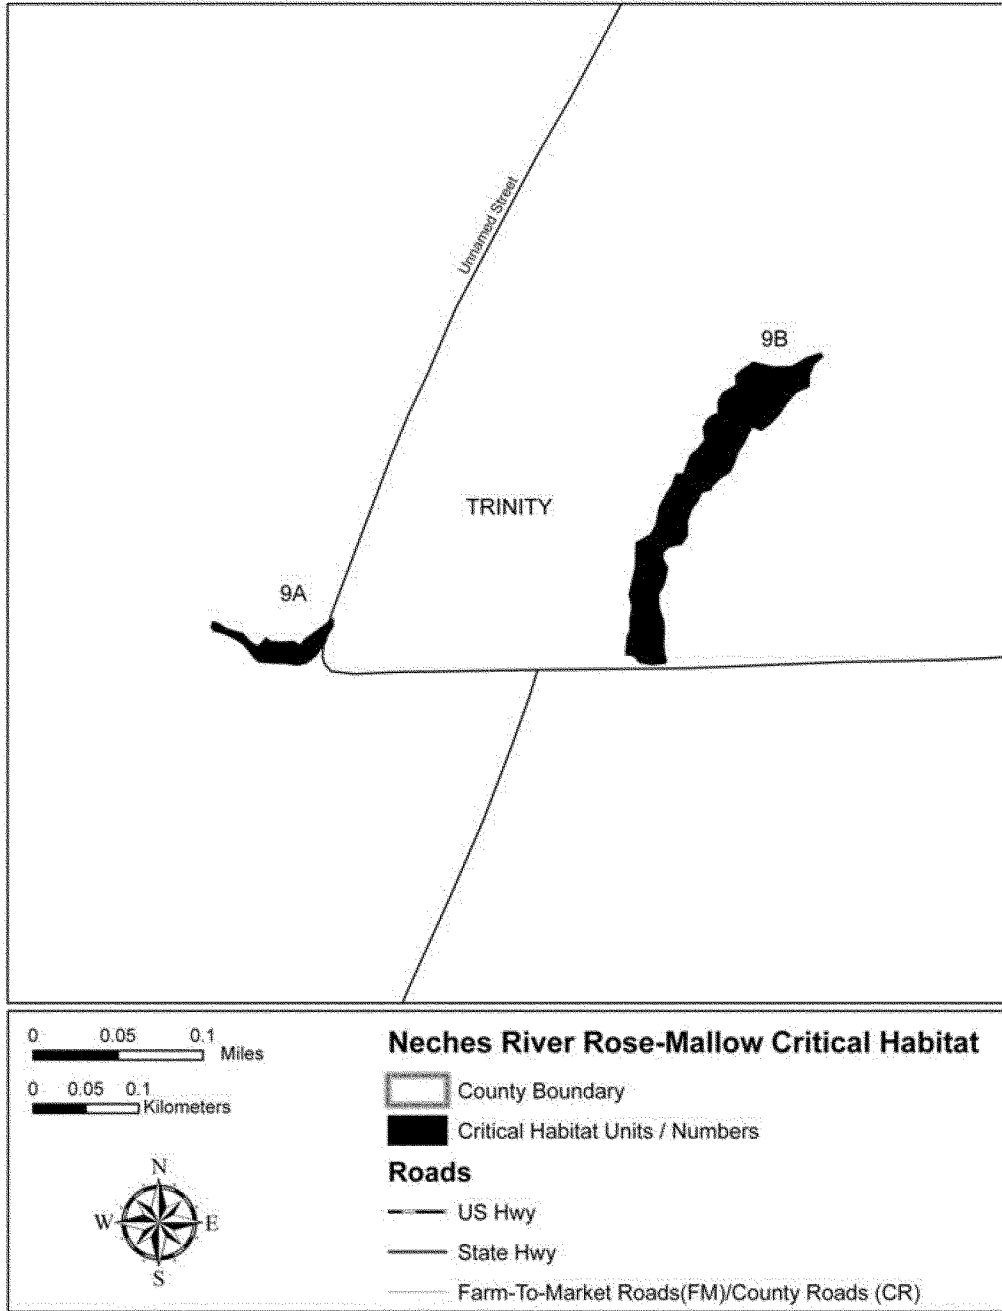 Unnamed Street
9B
TRINITY
9A
0 0.05 0.1
Miles
0 0.05 0.1
Kilometers
N
W E
S
Neches River Rose-Mallow Critical Habitat
County Boundary
Critical Habitat Units / Numbers
Roads
US Hwy
State Hwy
Farm-To-Market Roads(FM)/County Roads (CR)